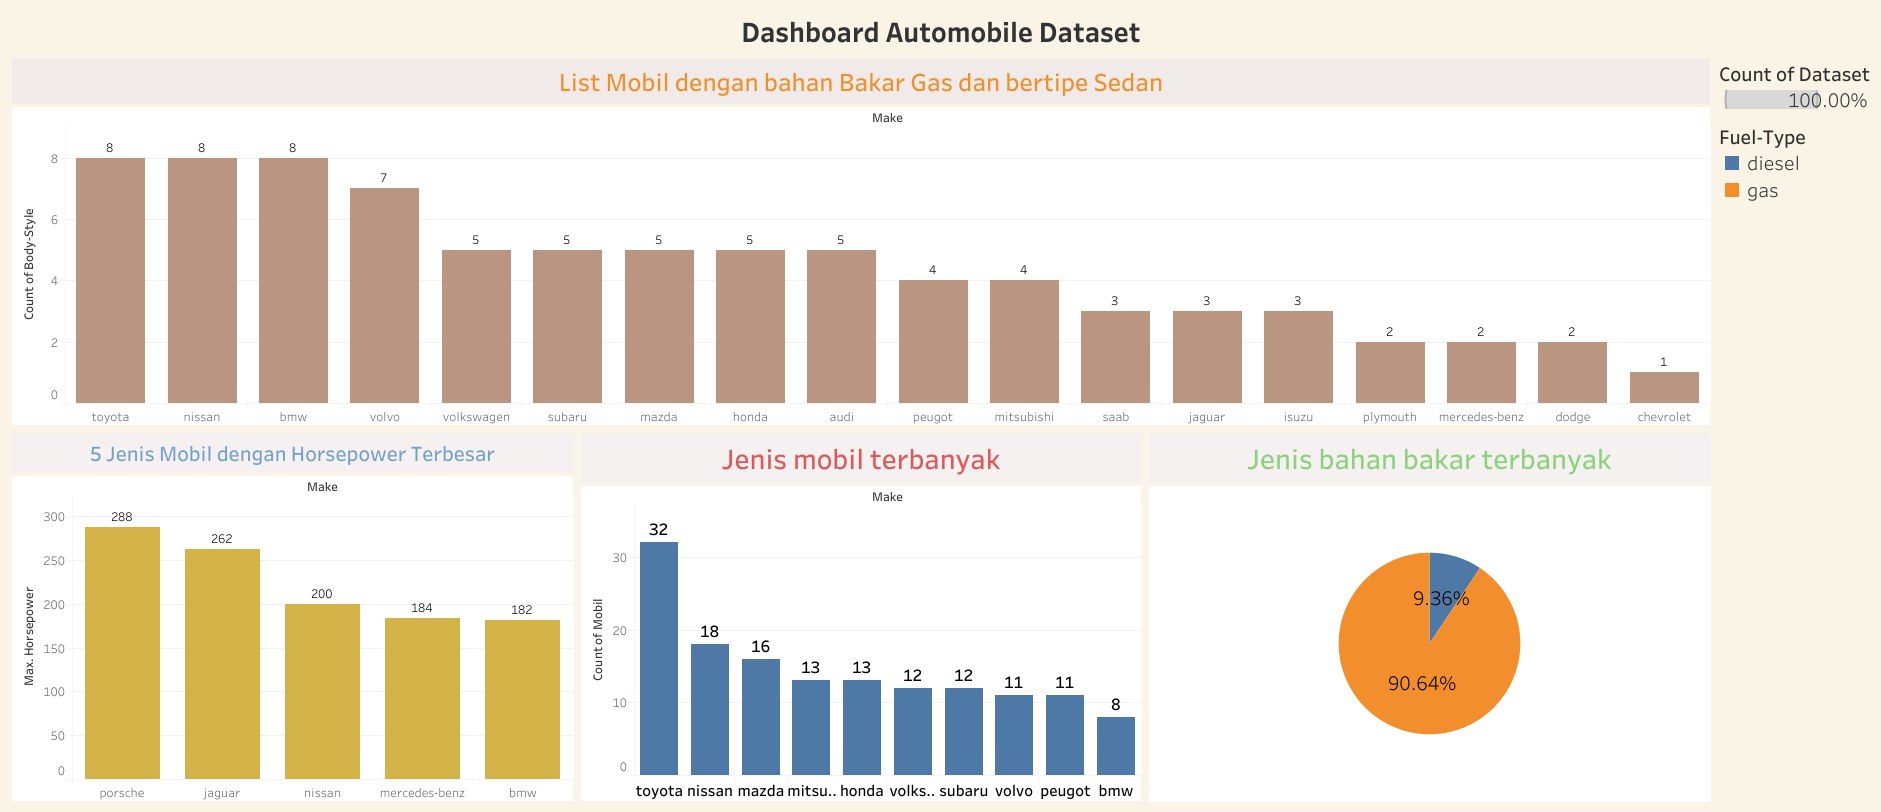 Dashboard Automobile Dataset
List Mobil dengan bahan Bakar Gas dan bertipe Sedan
Count of Dataset
100.00%
Fuel-Type
diesel
gas
Make
Count of Body-Style
8
6
4
2
0
8 8 8 7 5 5 5 5 5 4 4 3 3 3 2 2 2 1
toyota nissan bmw volvo volkswagen subaru mazda honda audi peugot mitsubishi saab jaguar isuzu plymouth mercedes-benz dodge chevrolet
5 Jenis Mobil dengan Horsepower Terbesar
Make
Max. Horsepower
300
250
200
150
100
50
0
288 262 200 184 182
porsche jaguar nissan mercedes-benz bmw
Jenis mobil terbanyak
Make
Count of Mobil
30
20
10
0
32 18 16 13 13 12 12 11 11 8
toyota nissan mazda mitsu.. honda volks.. subaru volvo peugot bmw
Jenis bahan bakar terbanyak
9.36%
90.64%